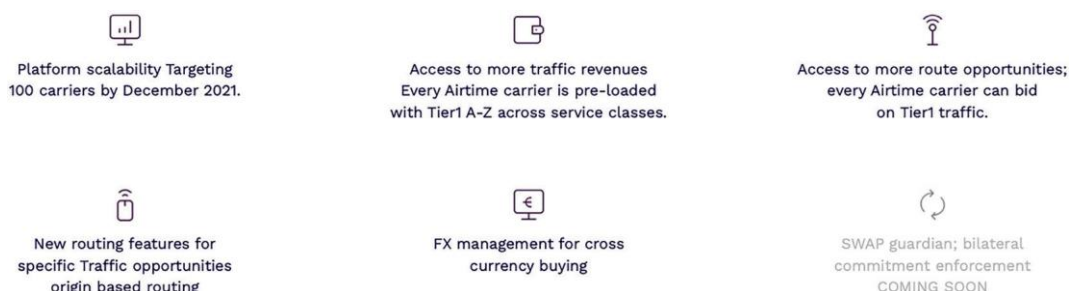 Platform scalability Targeting
100 carriers by December 2021.
Access to more traffic revenues
Every Airtime carrier is pre-loaded
with Tier1 A-Z across service classes.
Access to more route opportunities;
every Airtime carrier can bid
on Tier1 traffic.
New routing features for
specific Traffic opportunities
origin based routing
€
FX management for cross
currency buying
SWAP guardian; bilateral
commitment enforcement
COMING SOON